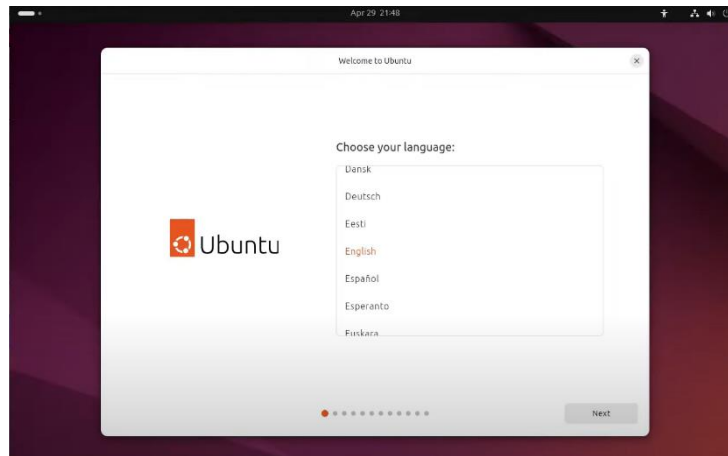 Apr 29 21:48
Welcome to Ubuntu
Choose your language:
Dansk
Deutsch
Eesti
Ubuntu
English
Español
Esperanto
Euskara
Next